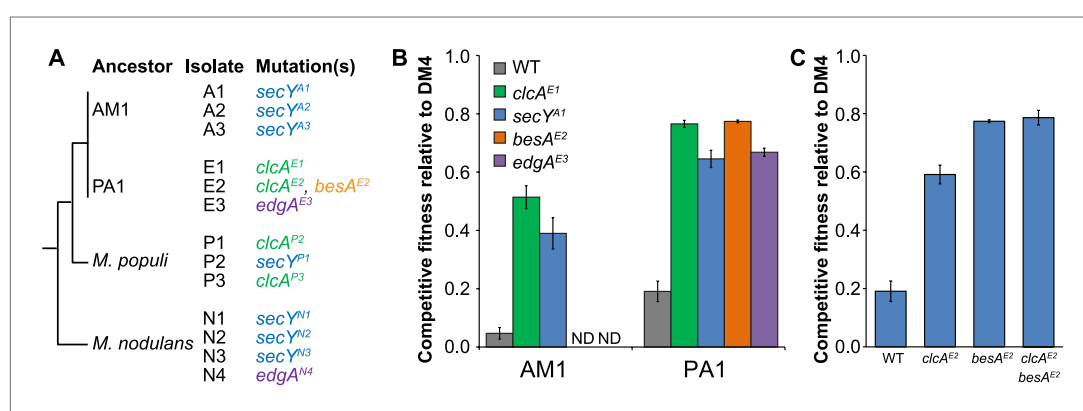 A
Ancestor Isolate Mutation(s)
AM1
A1 secY^A1
A2 secY^A2
A3 secY^A3
PA1
E1 clcA^E1
E2 clcA^E2, besA^E2
E3 edgA^E3
M. populi
P1 clcA^P2
P2 secY^P1
P3 clcA^P3
M. nodulans
N1 secY^N1
N2 secY^N2
N3 secY^N3
N4 edgA^N4
B
Competitive fitness relative to DM4
1.0
0.8
0.6
0.4
0.2
0.0
WT
clcA^E1
secY^A1
besA^E2
edgA^E3
ND ND
AM1 PA1
C
Competitive fitness relative to DM4
1.0
0.8
0.6
0.4
0.2
0.0
WT clcA^E2 besA^E2 clcA^E2
besA^E2